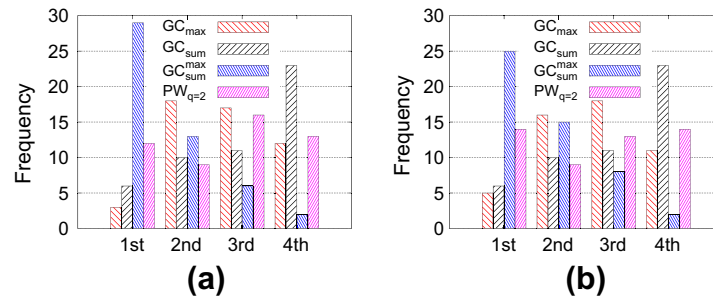 30
25
20
15
10
5
0
Frequency
GCmax
GCsum
GCmaxsum
PWq=2
1st 2nd 3rd 4th
(a)
30
25
20
15
10
5
0
Frequency
GCmax
GCsum
GCmaxsum
PWq=2
1st 2nd 3rd 4th
(b)